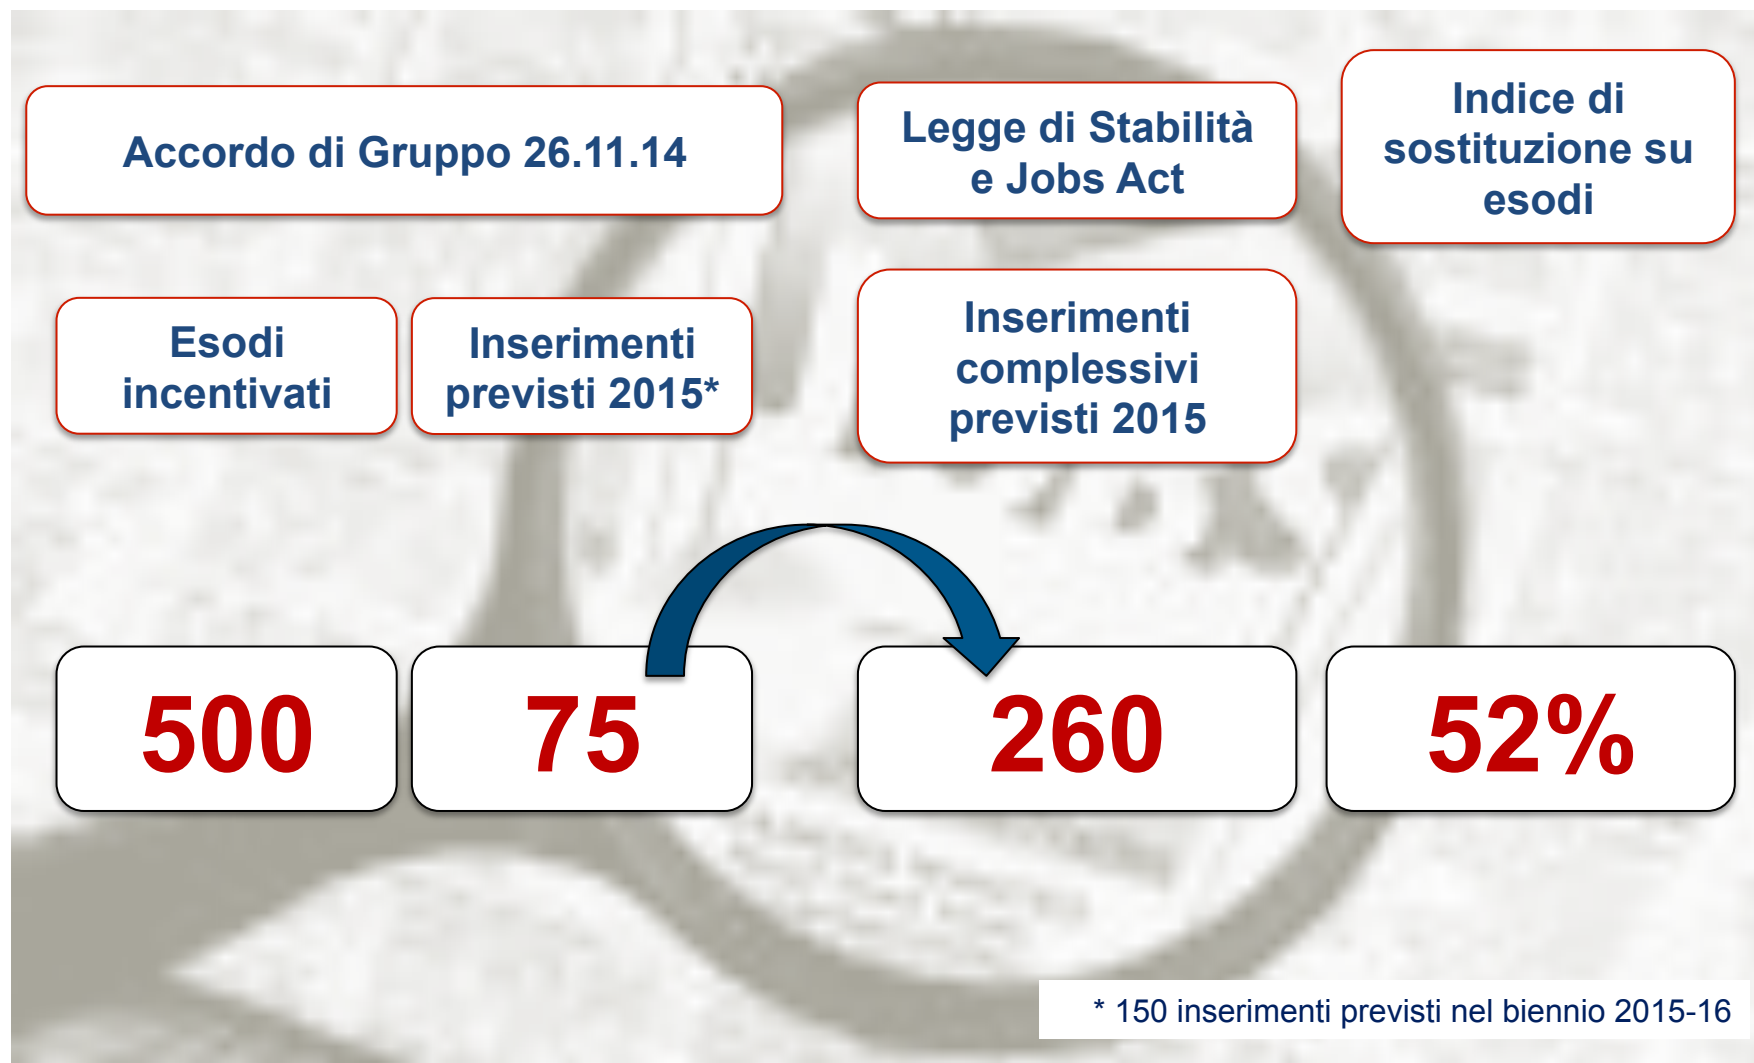 Accordo di Gruppo 26.11.14
Legge di Stabilità
e Jobs Act
Indice di
sostituzione su
esodi
Esodi
incentivati
Inserimenti
previsti 2015*
Inserimenti
complessivi
previsti 2015
500
75
260
52%
* 150 inserimenti previsti nel biennio 2015-16